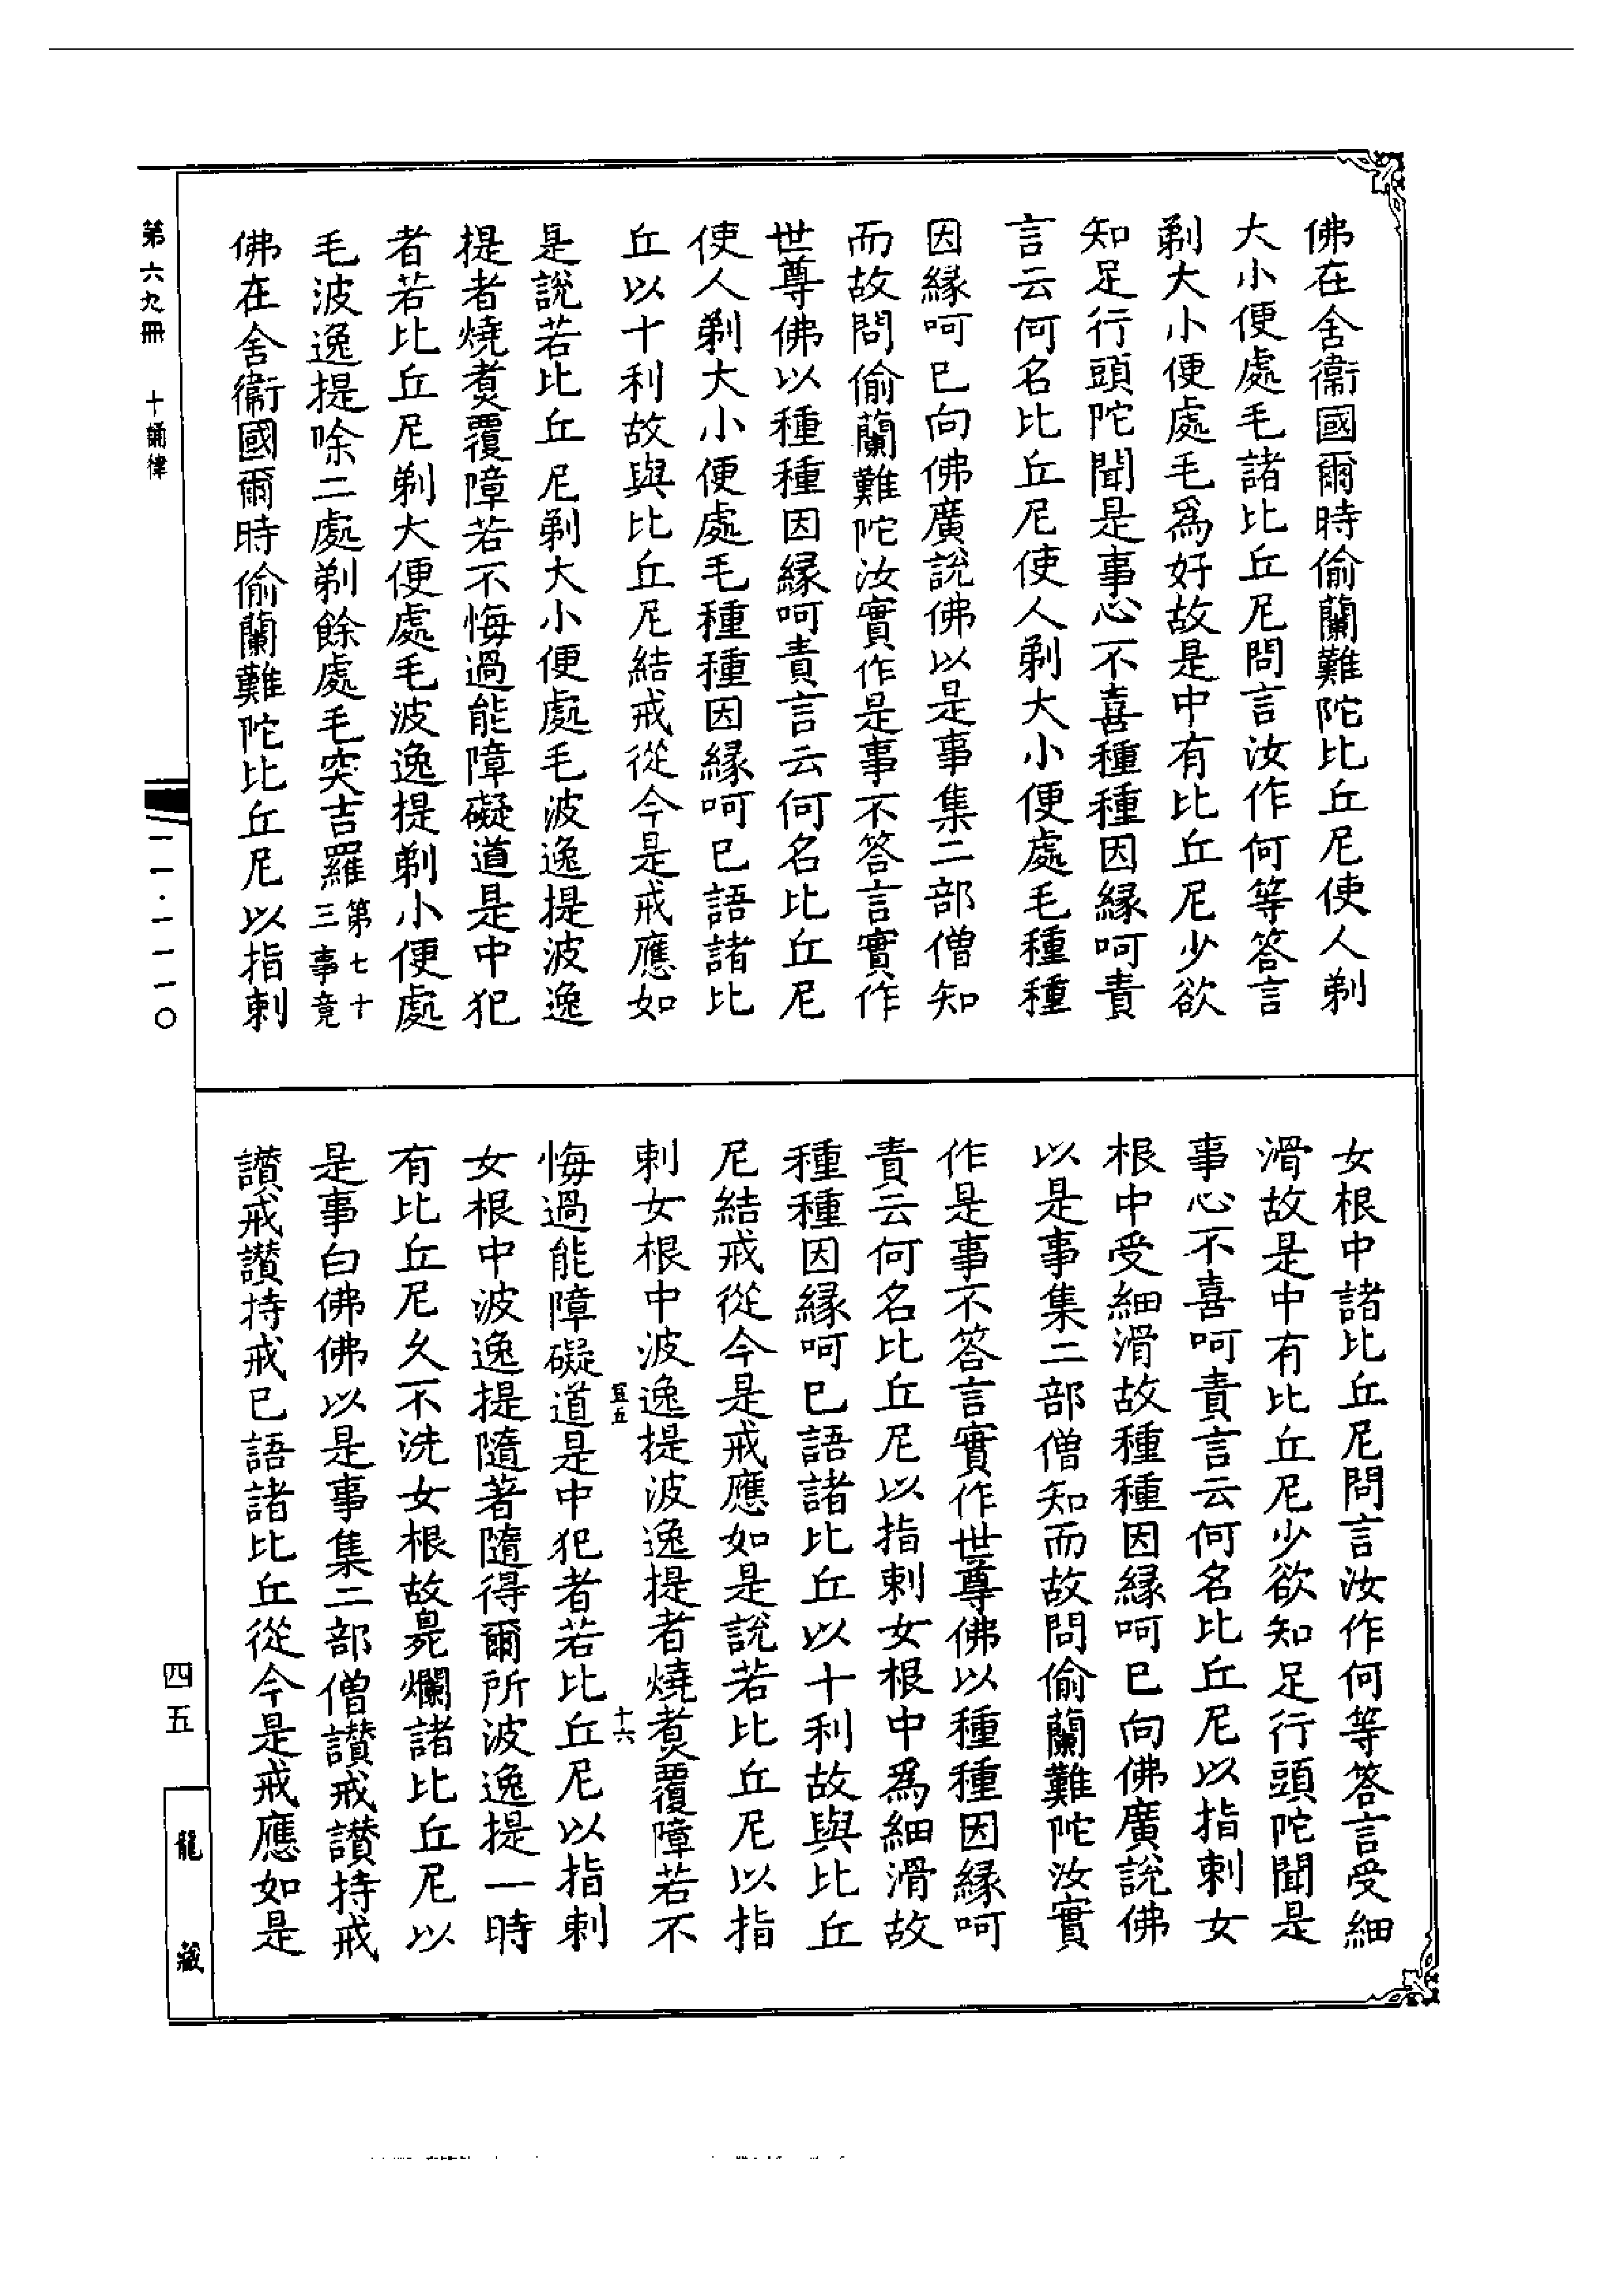 佛在舍衞國爾時偷蘭難陀比丘尼使人剃
大小便處毛諸比丘尼問言汝作何等答言
剃大小便處毛爲好故是中有比丘尼少欲
知足行頭陀聞是事心不喜種種因緣呵責
言云何名比丘尼使人剃大小便處毛種種
因緣呵已向佛廣說佛以是事集二部僧知
而故問偷蘭難陀汝實作是事不答言實作
世尊佛以種種因緣呵責言云何名比丘尼
使人剃大小便處毛種種因緣呵已語諸比
丘以十利故與比丘尼結戒從今是戒應如
是說若比丘尼剃大小便處毛波逸提波逸
提者燒煑覆障若不悔過能障礙道是中犯
者若比丘尼剃大便處毛波逸提剃小便處
毛波逸提除二處剃餘處毛突吉羅第七十三事竟
佛在舍衞國爾時偷蘭難陀比丘尼以指刺
女根中諸比丘尼問言汝作何等答言受細
滑故是中有比丘尼少欲知足行頭陀聞是
事心不喜呵責言云何名比丘尼以指刺女
根中受細滑故種種因緣呵已向佛廣說佛
以是事集二部僧知而故問偷蘭難陀汝實
作是事不答言實作世尊佛以種種因緣呵
責云何名比丘尼以指刺女根中爲細滑故
種種因緣呵已語諸比丘以十利故與比丘
尼結戒從今是戒應如是說若比丘尼以指
刺女根中波逸提波逸提者燒煑覆障若不
五 十六
悔過能障礙道是中犯者若比丘尼以指刺
女根中波逸提隨著隨得爾所波逸提一時
有比丘尼久不洗女根故臰爛諸比丘尼以
是事白佛佛以是事集二部僧讃戒讃持戒
讃戒讃持戒已語諸比丘從今是戒應如是
第六九冊 十誦律
一一·一一一〇
四五
龍藏